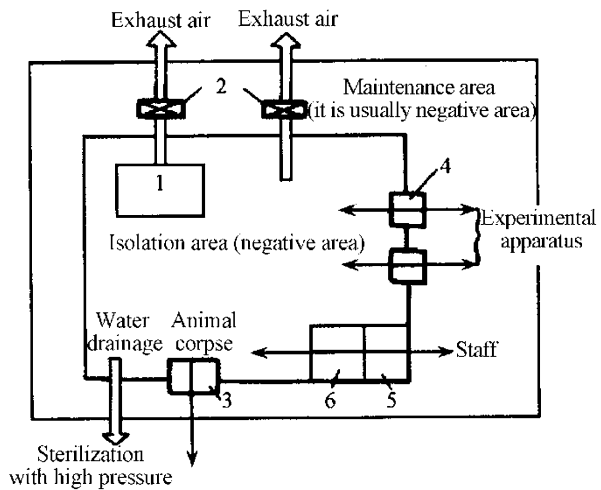 Exhaust air
Exhaust air
2
Maintenance area
(it is usually negative area)
1
4
Experimental
apparatus
Isolation area (negative area)
Water
drainage
Animal
corpse
Staff
3
6
5
Sterilization
with high pressure